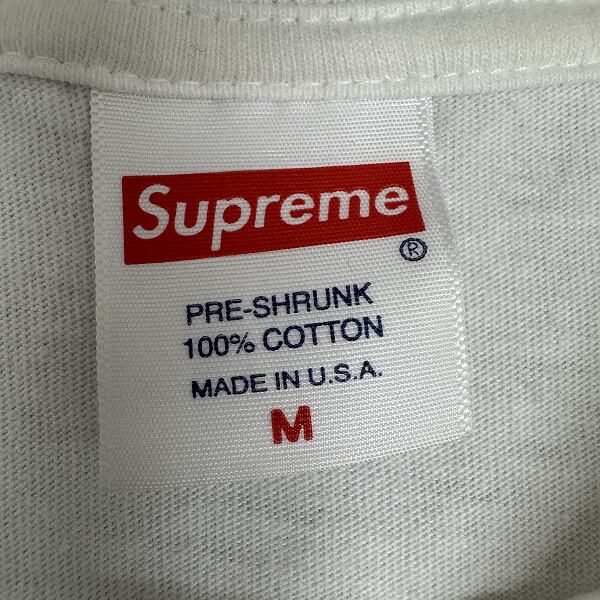 Supreme
®
PRE-SHRUNK
100% COTTON
MADE IN U.S.A.
M